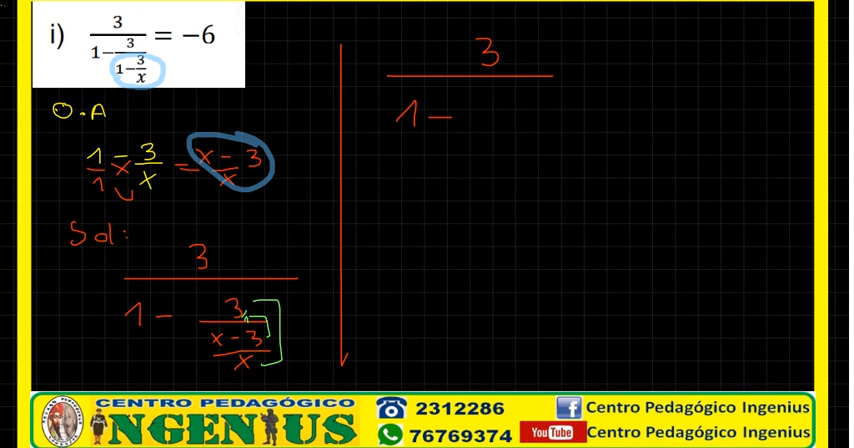 i) 3 / (1 − 3 / (1 − 3/x)) = −6
O.A
1/1 − 3/x = (x − 3)/x
Sol:
3 / (1 − 3 / ((x − 3)/x))
3
1 −
CENTRO PEDAGÓGICO
INGENIUS
2312286
76769374
Centro Pedagógico Ingenius
YouTube Centro Pedagógico Ingenius